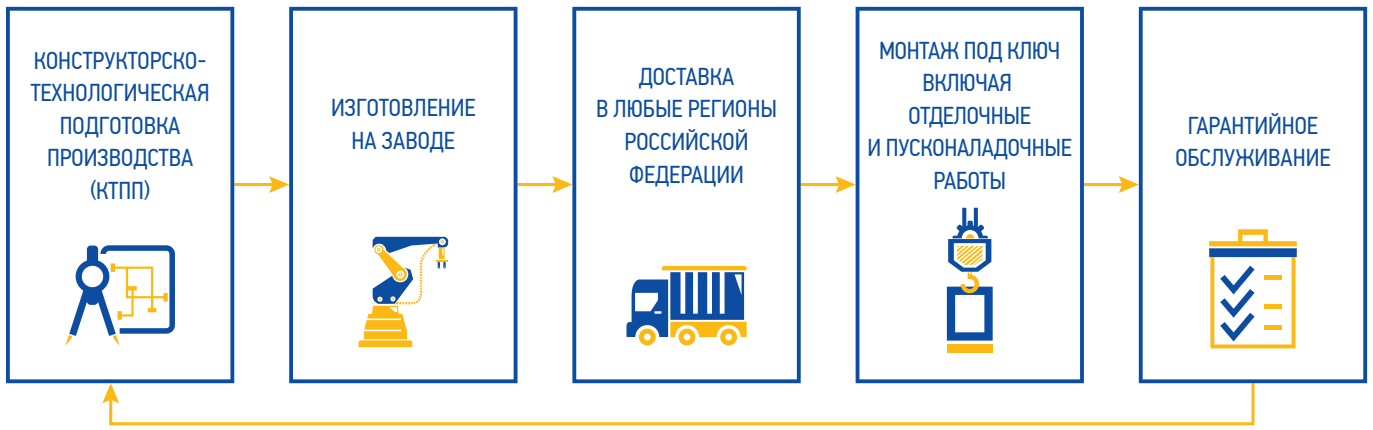 КОНСТРУКТОРСКО-
ТЕХНОЛОГИЧЕСКАЯ
ПОДГОТОВКА
ПРОИЗВОДСТВА
(КТПП)
ИЗГОТОВЛЕНИЕ
НА ЗАВОДЕ
ДОСТАВКА
В ЛЮБЫЕ РЕГИОНЫ
РОССИЙСКОЙ
ФЕДЕРАЦИИ
МОНТАЖ ПОД КЛЮЧ
ВКЛЮЧАЯ
ОТДЕЛОЧНЫЕ
И ПУСКОНАЛАДОЧНЫЕ
РАБОТЫ
ГАРАНТИЙНОЕ
ОБСЛУЖИВАНИЕ